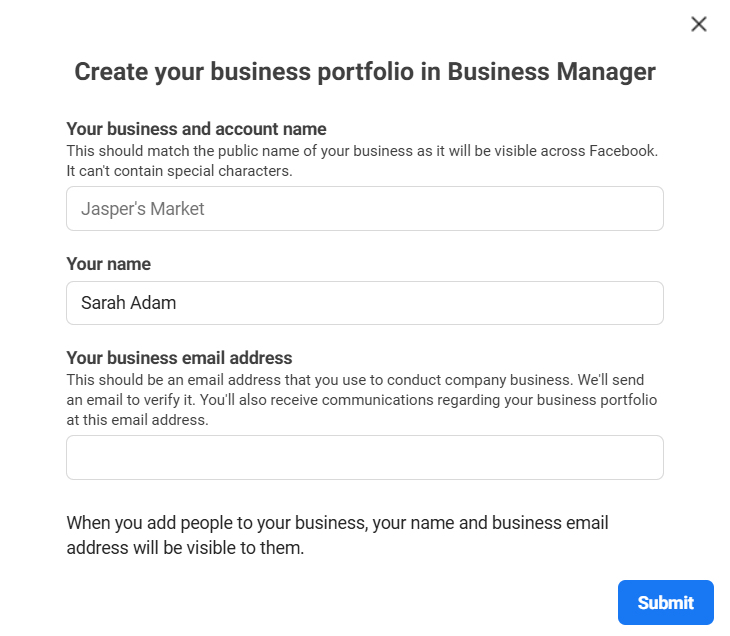 Create your business portfolio in Business Manager
Your business and account name
This should match the public name of your business as it will be visible across Facebook.
It can't contain special characters.
Jasper's Market
Your name
Sarah Adam
Your business email address
This should be an email address that you use to conduct company business. We'll send
an email to verify it. You'll also receive communications regarding your business portfolio
at this email address.
When you add people to your business, your name and business email
address will be visible to them.
Submit